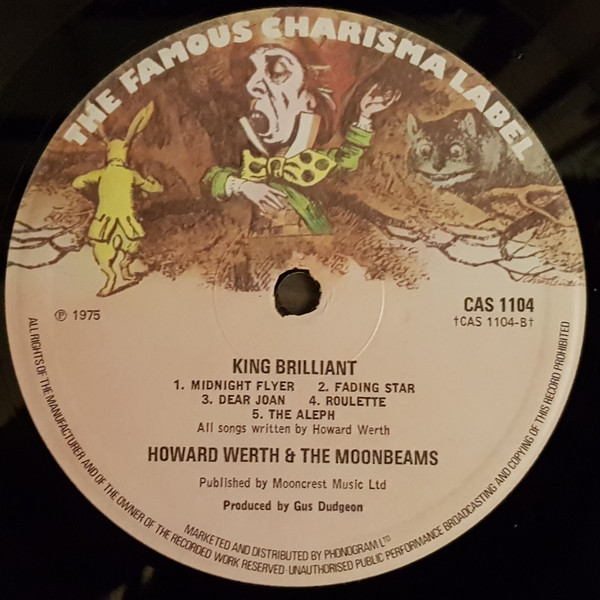 THE FAMOUS CHARISMA LABEL
℗ 1975
CAS 1104
†CAS 1104-B†
KING BRILLIANT
1. MIDNIGHT FLYER 2. FADING STAR
3. DEAR JOAN 4. ROULETTE
5. THE ALEPH
All songs written by Howard Werth
HOWARD WERTH & THE MOONBEAMS
Published by Mooncrest Music Ltd
Produced by Gus Dudgeon
MARKETED AND DISTRIBUTED BY PHONOGRAM LTD
ALL RIGHTS OF THE MANUFACTURER AND OF THE OWNER OF THE RECORDED WORK RESERVED·UNAUTHORISED PUBLIC PERFORMANCE BROADCASTING AND COPYING OF THIS RECORD PROHIBITED